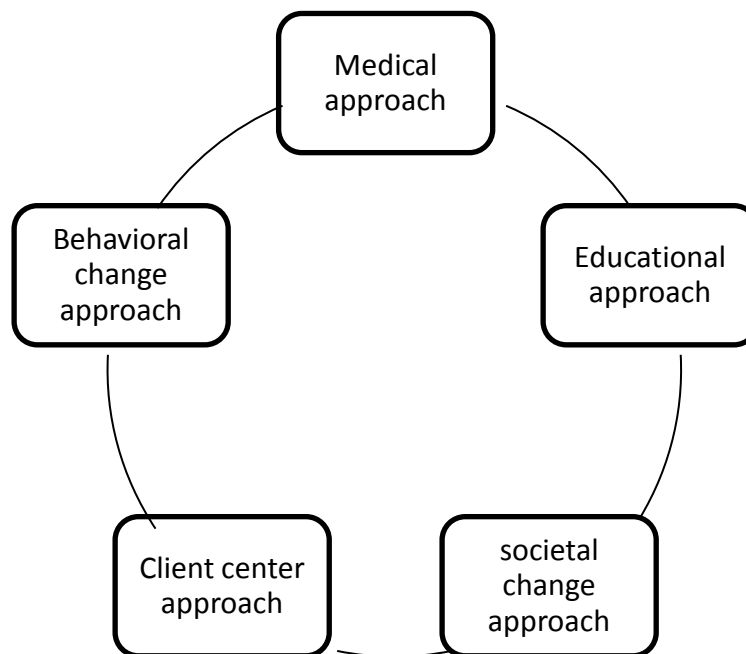 Medical
approach
Educational
approach
societal
change
approach
Client center
approach
Behavioral
change
approach